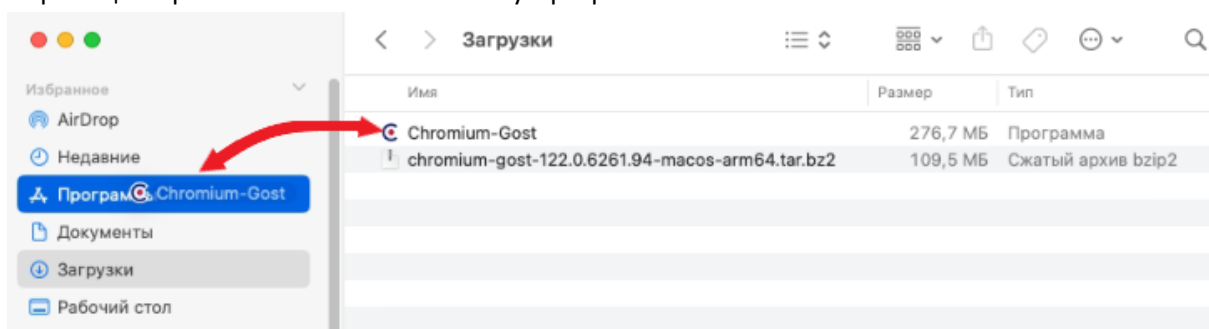 Загрузки
Избранное
Имя
Размер
Тип
AirDrop
Chromium-Gost
276,7 МБ
Программа
Недавние
chromium-gost-122.0.6261.94-macos-arm64.tar.bz2
109,5 МБ
Сжатый архив bzip2
Chromium-Gost
Документы
Загрузки
Рабочий стол